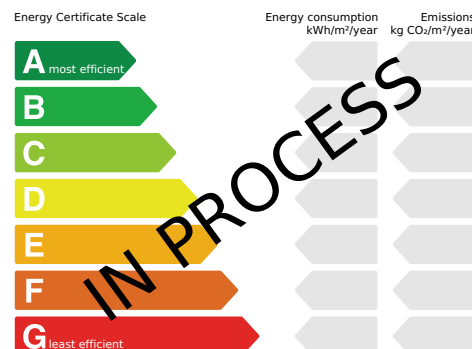 Energy Certificate Scale
Energy consumption
kWh/m²/year
Emissions
kg CO₂/m²/year
A most efficient
B
C
D
E
F
G least efficient
IN PROCESS